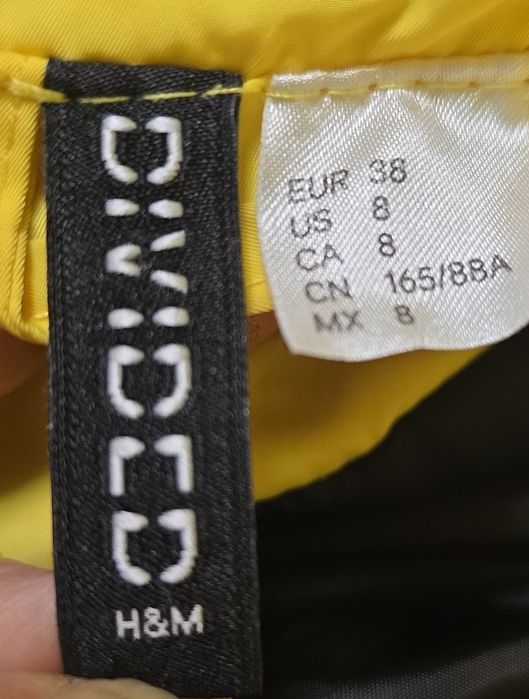 DIVIDED
H&M
EUR 38
US 8
CA 8
CN 165/88A
MX 8